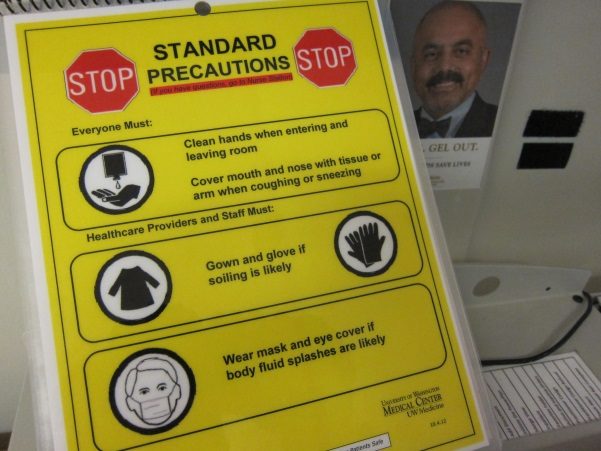 STANDARD
PRECAUTIONS
STOP
STOP
(If you have questions, go to Nurse Station)
Everyone Must:
Clean hands when entering and
leaving room
Cover mouth and nose with tissue or
arm when coughing or sneezing
Healthcare Providers and Staff Must:
Gown and glove if
soiling is likely
Wear mask and eye cover if
body fluid splashes are likely
UNIVERSITY OF WASHINGTON
MEDICAL CENTER
UW Medicine
Patients Safe
GEL OUT.
SAVE LIVES